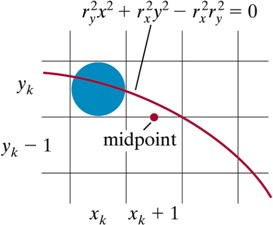 r_y^2x^2 + r_x^2y^2 − r_x^2r_y^2 = 0
y_k
midpoint
y_k − 1
x_k x_k + 1